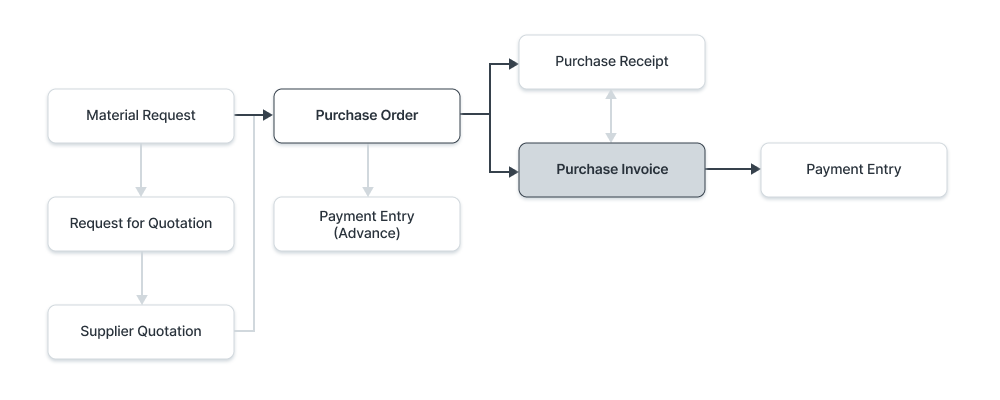 Purchase Receipt
Material Request
Purchase Order
Purchase Invoice
Payment Entry
Request for Quotation
Payment Entry
(Advance)
Supplier Quotation